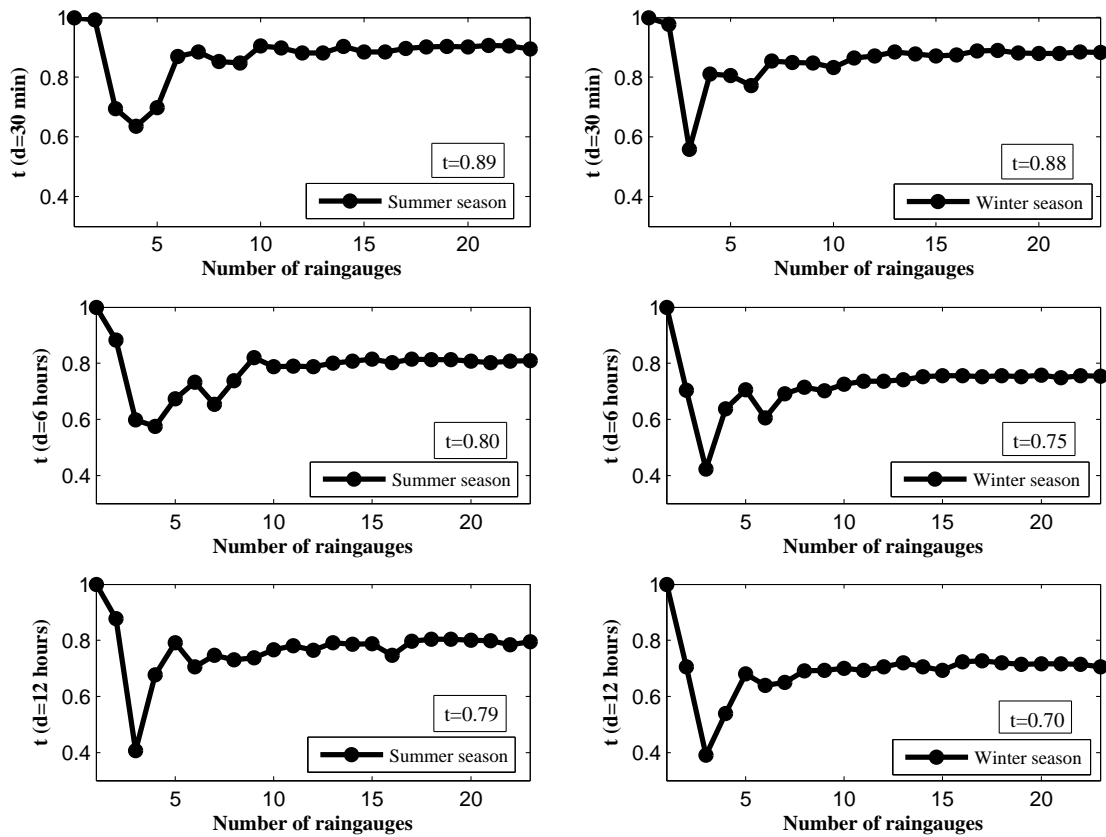 1
0.8
0.6
0.4
t (d=30 min)
t=0.89
Summer season
5
10
15
20
Number of raingauges
1
0.8
0.6
0.4
t (d=30 min)
t=0.88
Winter season
5
10
15
20
Number of raingauges
1
0.8
0.6
0.4
t (d=6 hours)
t=0.80
Summer season
5
10
15
20
Number of raingauges
1
0.8
0.6
0.4
t (d=6 hours)
t=0.75
Winter season
5
10
15
20
Number of raingauges
1
0.8
0.6
0.4
t (d=12 hours)
t=0.79
Summer season
5
10
15
20
Number of raingauges
1
0.8
0.6
0.4
t (d=12 hours)
t=0.70
Winter season
5
10
15
20
Number of raingauges